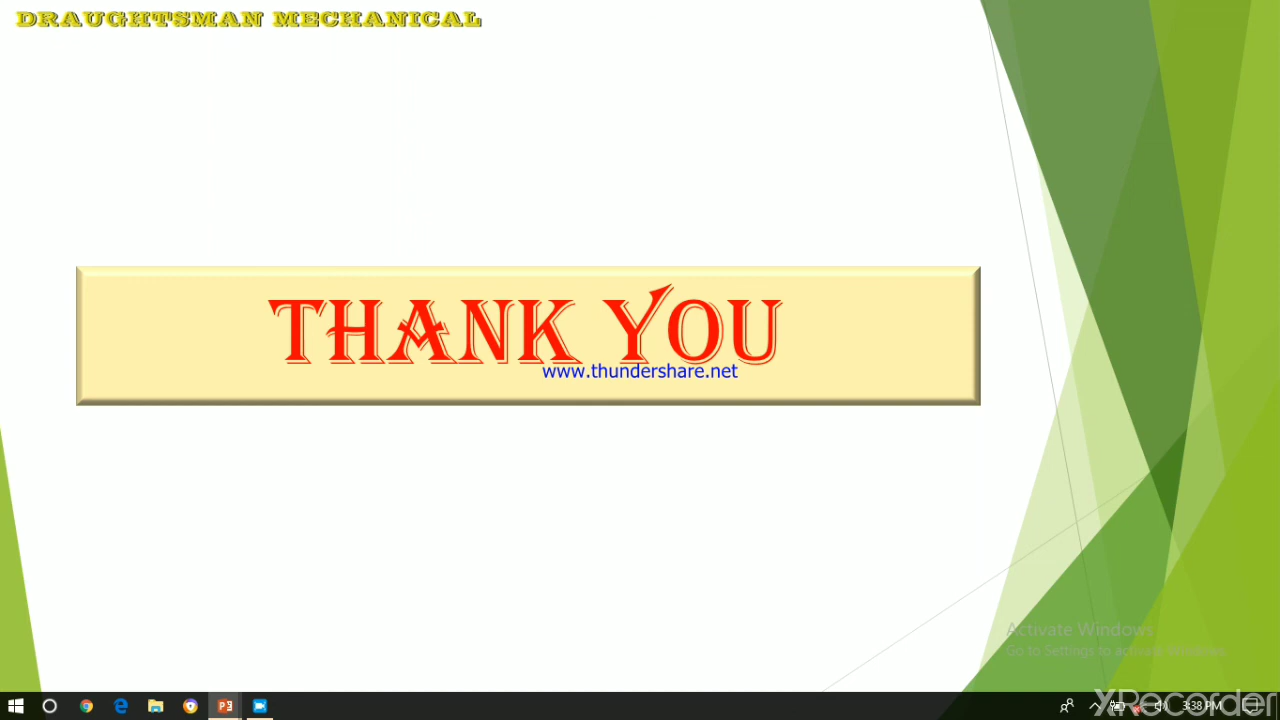 DRAUGHTSMAN MECHANICAL
THANK YOU
www.thundershare.net
Activate Windows
Go to Settings to activate Windows.
XRecorder
3:38 PM